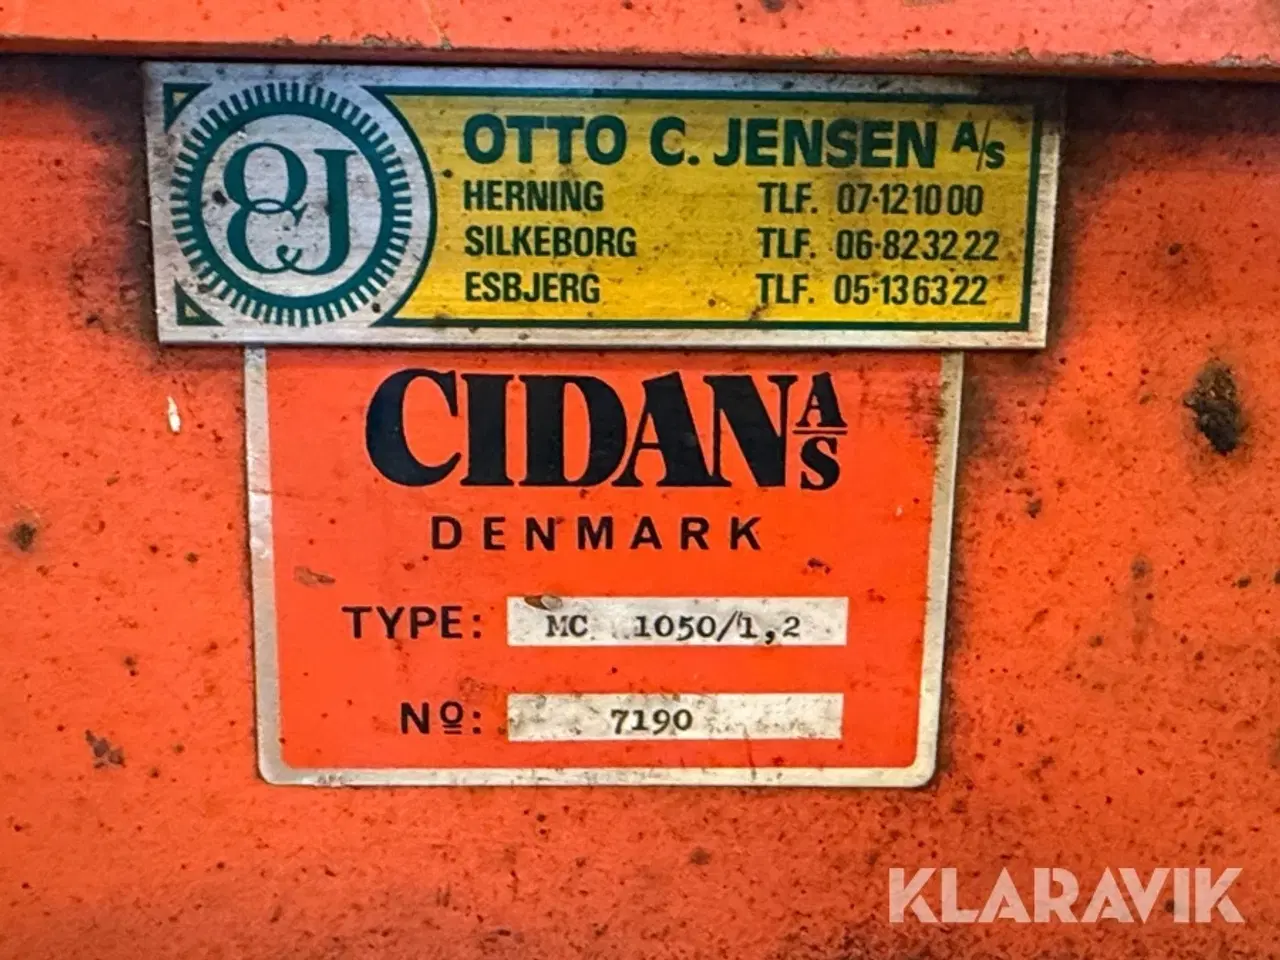 OCJ
OTTO C. JENSEN A/S
HERNING TLF. 07·12 10 00
SILKEBORG TLF. 06·82 32 22
ESBJERG TLF. 05·13 63 22
CIDAN A/S
DENMARK
TYPE: MC 1050/1,2
Nº: 7190
KLARAVIK